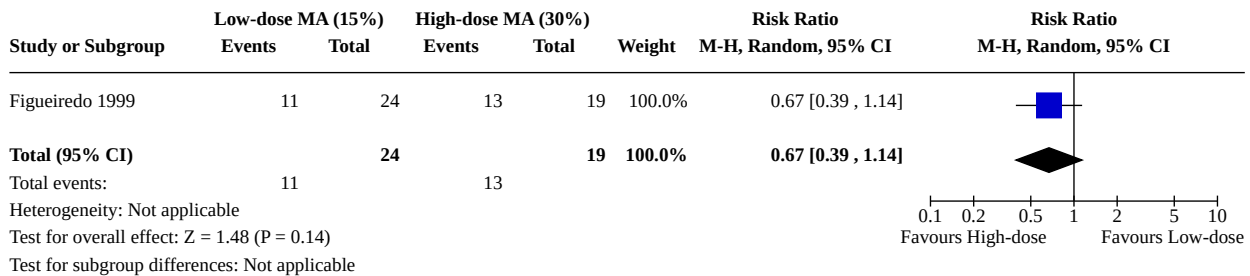 Low-dose MA (15%) High-dose MA (30%) Risk Ratio Risk Ratio
Study or Subgroup Events Total Events Total Weight M-H, Random, 95% CI M-H, Random, 95% CI
Figueiredo 1999 11 24 13 19 100.0% 0.67 [0.39 , 1.14]
Total (95% CI) 24 19 100.0% 0.67 [0.39 , 1.14]
Total events: 11 13
Heterogeneity: Not applicable 0.1 0.2 0.5 1 2 5 10
Test for overall effect: Z = 1.48 (P = 0.14) Favours High-dose Favours Low-dose
Test for subgroup differences: Not applicable